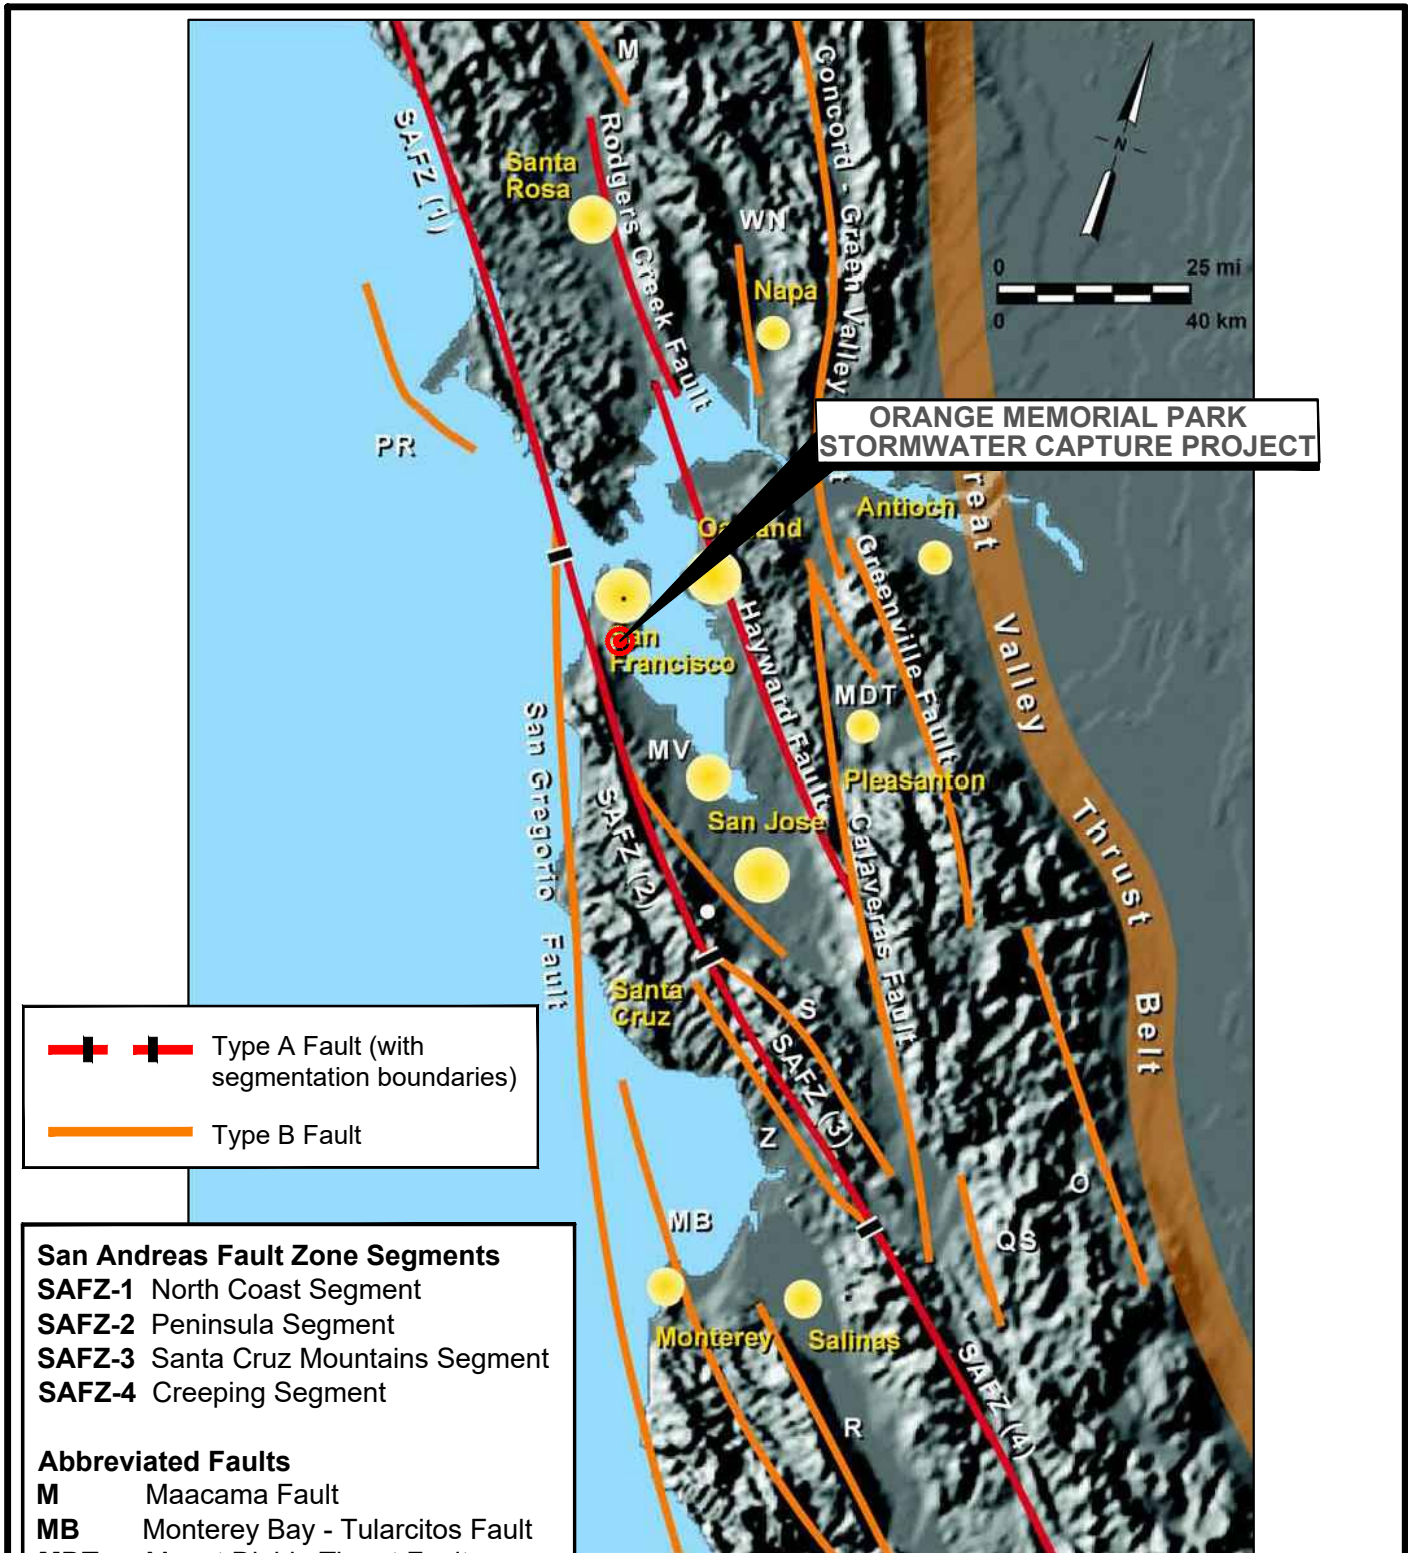 M
Concord - Green Valley
SAFZ (1)
Rodgers Creek Fault
Santa
Rosa
N
WN
Napa
0
25 mi
0
40 km
PR
ORANGE MEMORIAL PARK
STORMWATER CAPTURE PROJECT
Antioch
Valley
Thrust
Belt
Greenville Fault
Hayward Fault
Francisco
MDT
Pleasanton
MV
San Jose
San Gregorio Fault
SAFZ (2)
Calaveras Fault
Santa
Cruz
S
SAFZ (3)
Z
O
QS
MB
Monterey
Salinas
SAFZ (4)
R
Type A Fault (with
segmentation boundaries)
Type B Fault
San Andreas Fault Zone Segments
SAFZ-1 North Coast Segment
SAFZ-2 Peninsula Segment
SAFZ-3 Santa Cruz Mountains Segment
SAFZ-4 Creeping Segment
Abbreviated Faults
M Maacama Fault
MB Monterey Bay - Tularcitos Fault